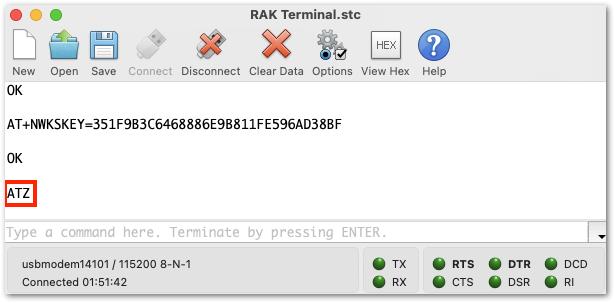 RAK Terminal.stc
New Open Save Connect Disconnect Clear Data Options HEX View Hex Help
OK
AT+NWKSKEY=351F9B3C6468886E9B811FE596AD38BF
OK
ATZ
Type a command here. Terminate by pressing ENTER.
usbmodem14101 / 115200 8-N-1 TX RTS DTR DCD
Connected 01:51:42 RX CTS DSR RI